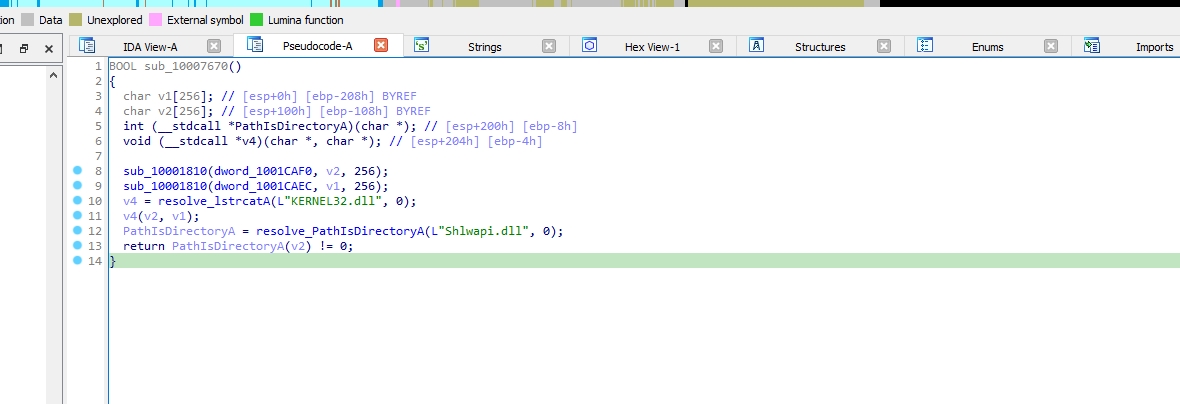 ion Data Unexplored External symbol Lumina function
IDA View-A Pseudocode-A 's' Strings Hex View-1 A Structures Enums Imports
1 BOOL sub_10007670()
2 {
3 char v1[256]; // [esp+0h] [ebp-208h] BYREF
4 char v2[256]; // [esp+100h] [ebp-108h] BYREF
5 int (__stdcall *PathIsDirectoryA)(char *); // [esp+200h] [ebp-8h]
6 void (__stdcall *v4)(char *, char *); // [esp+204h] [ebp-4h]
7
8 sub_10001810(dword_1001CAF0, v2, 256);
9 sub_10001810(dword_1001CAEC, v1, 256);
10 v4 = resolve_lstrcatA(L"KERNEL32.dll", 0);
11 v4(v2, v1);
12 PathIsDirectoryA = resolve_PathIsDirectoryA(L"Shlwapi.dll", 0);
13 return PathIsDirectoryA(v2) != 0;
14 }